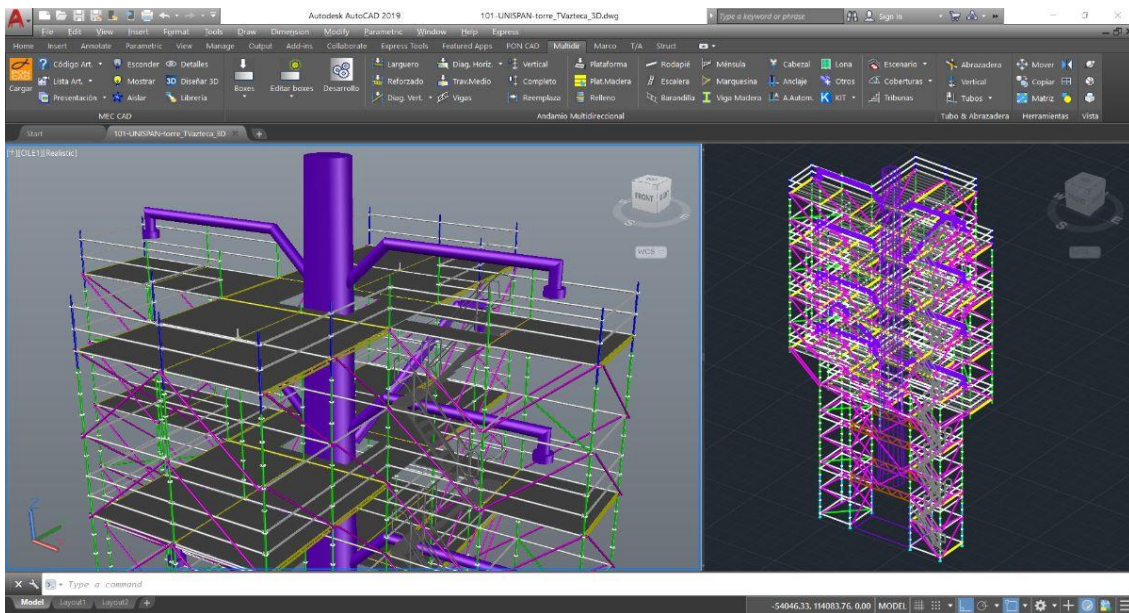 Autodesk AutoCAD 2019 101-UNISPAN-torre_TVazteca_3D.dwg Type a keyword or phrase Sign In
File Edit View Insert Format Tools Draw Dimension Modify Parametric Window Help Express
Home Insert Annotate Parametric View Manage Output Add-ins Collaborate Express Tools Featured Apps PON CAD Multidir Marco T/A Struct
Cargar
? Código Art. Esconder Detalles
Lista Art. Mostrar 3D Diseñar 3D
Presentación Aislar Librería
Boxes Editar boxes Desarrollo
Larguero Diag. Horiz. Vertical Plataforma Rodapié Ménsula Cabezal Lona Escenario Abrazadera Mover
Reforzado Trav.Medio Completo Plat.Madera Escalera Marquesina Anclaje Otros Coberturas Vertical Copiar
Diag. Vert. Vigas Reemplaza Relleno Barandilla Viga Madera A.Autom. KIT Tribunas Tubos Matriz
MEC CAD Andamio Multidireccional Tubo & Abrazadera Herramientas Vista
Start 101-UNISPAN-torre_TVazteca_3D
[+][OLE1][Realistic]
FRONT
WCS
Type a command
Model Layout1 Layout2 +
-54046.33, 114083.76, 0.00 MODEL